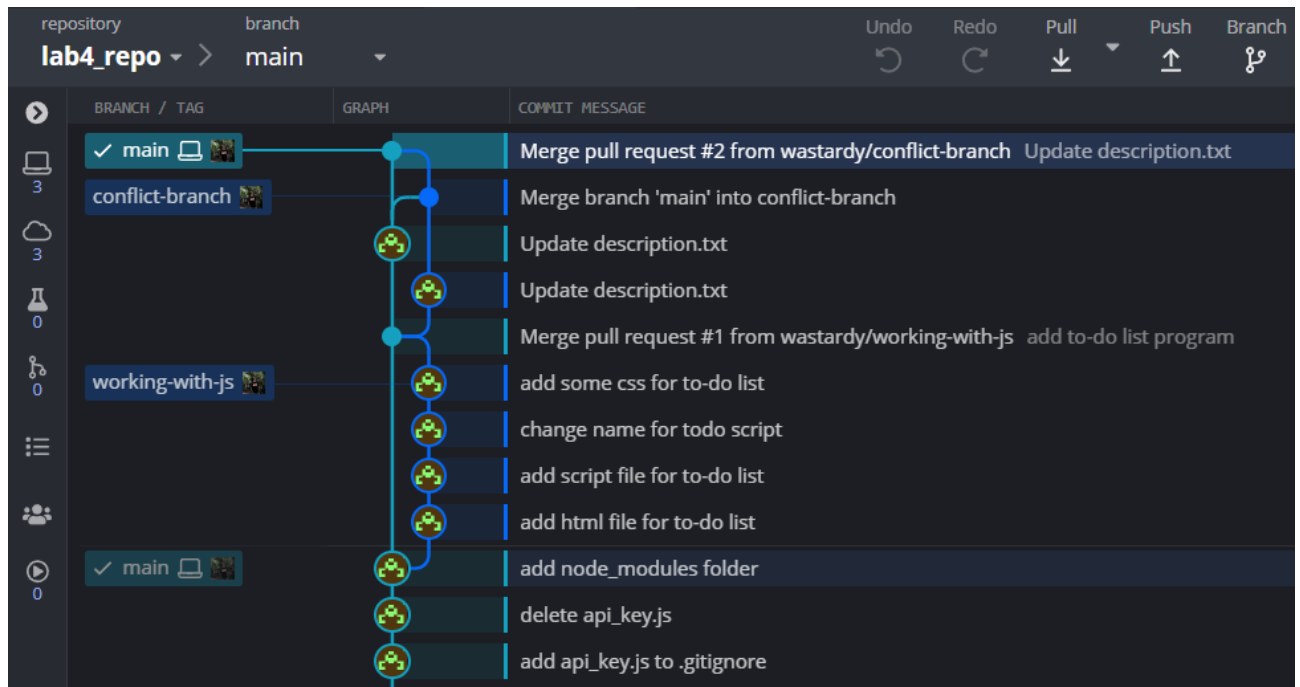 repository branch Undo Redo Pull Push Branch
lab4_repo main
BRANCH / TAG GRAPH COMMIT MESSAGE
main Merge pull request #2 from wastardy/conflict-branch Update description.txt
3
conflict-branch Merge branch 'main' into conflict-branch
Update description.txt
3
Update description.txt
0
Merge pull request #1 from wastardy/working-with-js add to-do list program
working-with-js add some css for to-do list
0
change name for todo script
add script file for to-do list
add html file for to-do list
main add node_modules folder
0
delete api_key.js
add api_key.js to .gitignore